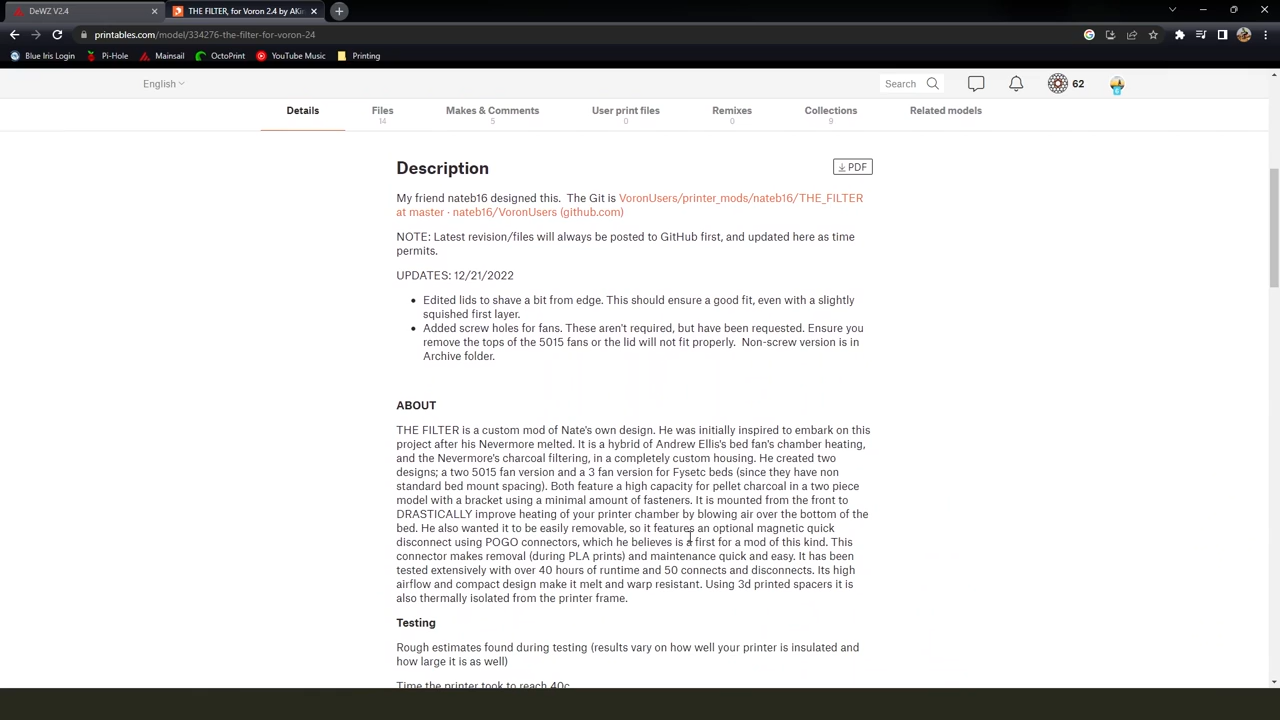 DeWZ V2.4
THE FILTER, for Voron 2.4 by AKin
printables.com/model/334276-the-filter-for-voron-24
Blue Iris Login Pi-Hole Mainsail OctoPrint YouTube Music Printing
English Search 62
Details Files Makes & Comments User print files Remixes Collections Related models
14 5 0 0 9
Description
PDF
My friend nateb16 designed this. The Git is VoronUsers/printer_mods/nateb16/THE_FILTER
at master · nateb16/VoronUsers (github.com)
NOTE: Latest revision/files will always be posted to GitHub first, and updated here as time
permits.
UPDATES: 12/21/2022
• Edited lids to shave a bit from edge. This should ensure a good fit, even with a slightly
squished first layer.
• Added screw holes for fans. These aren't required, but have been requested. Ensure you
remove the tops of the 5015 fans or the lid will not fit properly. Non-screw version is in
Archive folder.
ABOUT
THE FILTER is a custom mod of Nate's own design. He was initially inspired to embark on this
project after his Nevermore melted. It is a hybrid of Andrew Ellis's bed fan's chamber heating,
and the Nevermore's charcoal filtering, in a completely custom housing. He created two
designs; a two 5015 fan version and a 3 fan version for Fysetc beds (since they have non
standard bed mount spacing). Both feature a high capacity for pellet charcoal in a two piece
model with a bracket using a minimal amount of fasteners. It is mounted from the front to
DRASTICALLY improve heating of your printer chamber by blowing air over the bottom of the
bed. He also wanted it to be easily removable, so it features an optional magnetic quick
disconnect using POGO connectors, which he believes is a first for a mod of this kind. This
connector makes removal (during PLA prints) and maintenance quick and easy. It has been
tested extensively with over 40 hours of runtime and 50 connects and disconnects. Its high
airflow and compact design make it melt and warp resistant. Using 3d printed spacers it is
also thermally isolated from the printer frame.
Testing
Rough estimates found during testing (results vary on how well your printer is insulated and
how large it is as well)
Time the printer took to reach 40c